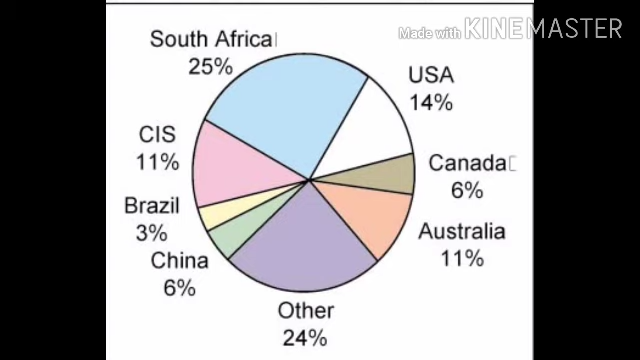 Made with KINEMASTER
South Africa
25%
USA
14%
CIS
11%
Canada
6%
Brazil
3%
Australia
11%
China
6%
Other
24%